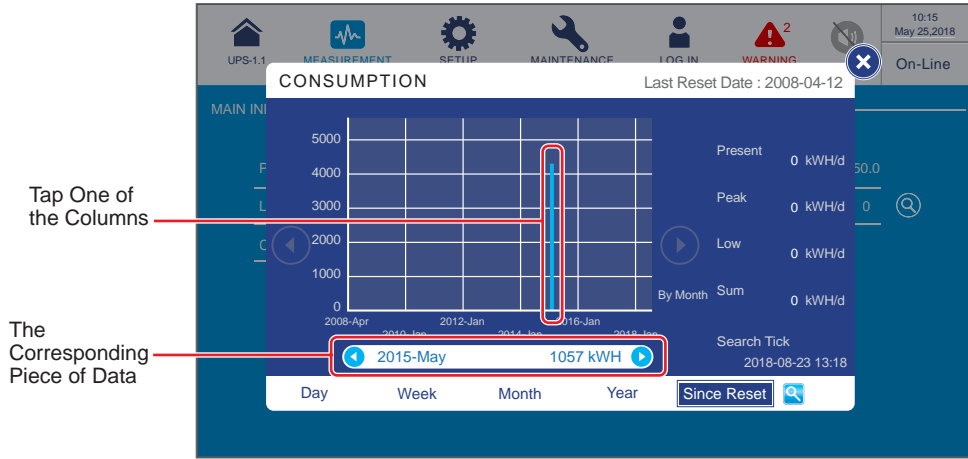 10:15
May 25,2018
On-Line
UPS-1.1
MEASUREMENT
SETUP
MAINTENANCE
LOG IN
WARNING
2
CONSUMPTION
Last Reset Date : 2008-04-12
MAIN
5000
4000
3000
2000
1000
0
2008-Apr
2010-Jan
2012-Jan
2014-Jan
2016-Jan
2018-Jan
By Month
Present
0 kWH/d
Peak
0 kWH/d
Low
0 kWH/d
Sum
0 kWH/d
Search Tick
2018-08-23 13:18
P
L
C
50.0
0
2015-May 1057 kWH
Day Week Month Year Since Reset
Tap One of
the Columns
The
Corresponding
Piece of Data